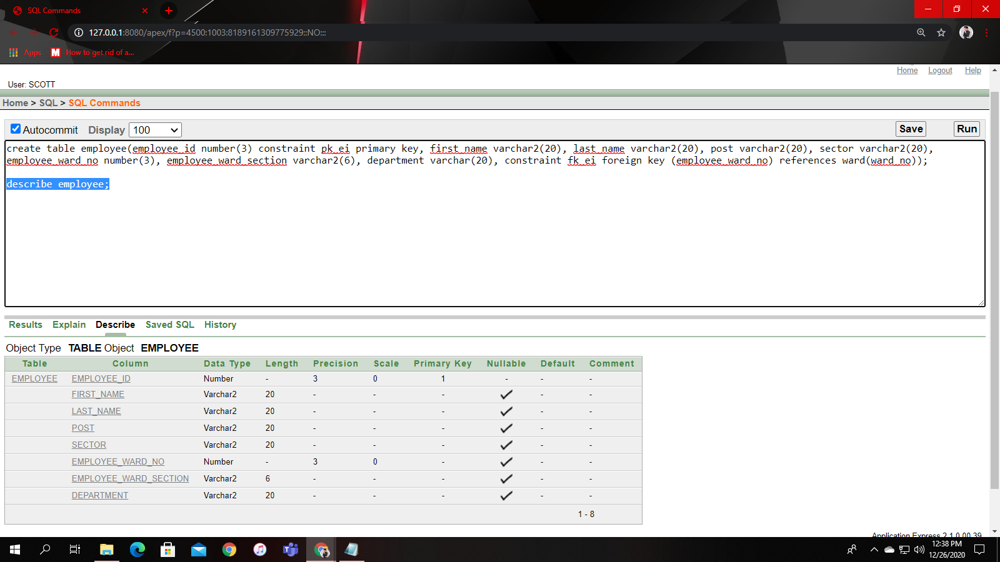 SQL Commands
127.0.0.1:8080/apex/f?p=4500:1003:8189161309775929::NO:::
Apps How to get rid of a...
Home Logout Help
User: SCOTT
Home > SQL > SQL Commands
Autocommit Display 100 Save Run
create table employee(employee_id number(3) constraint pk_ei primary key, first_name varchar2(20), last_name varchar2(20), post varchar2(20), sector varchar2(20),
employee_ward_no number(3), employee_ward_section varchar2(6), department varchar(20), constraint fk_ei foreign key (employee_ward_no) references ward(ward_no));
describe employee;
Results Explain Describe Saved SQL History
Object Type TABLE Object EMPLOYEE
Table Column Data Type Length Precision Scale Primary Key Nullable Default Comment
EMPLOYEE EMPLOYEE_ID Number - 3 0 1 - - -
FIRST_NAME Varchar2 20 - - - - -
LAST_NAME Varchar2 20 - - - - -
POST Varchar2 20 - - - - -
SECTOR Varchar2 20 - - - - -
EMPLOYEE_WARD_NO Number - 3 0 - - -
EMPLOYEE_WARD_SECTION Varchar2 6 - - - - -
DEPARTMENT Varchar2 20 - - - - -
1 - 8
Application Express 2.1.0.00.39
12:38 PM
12/26/2020